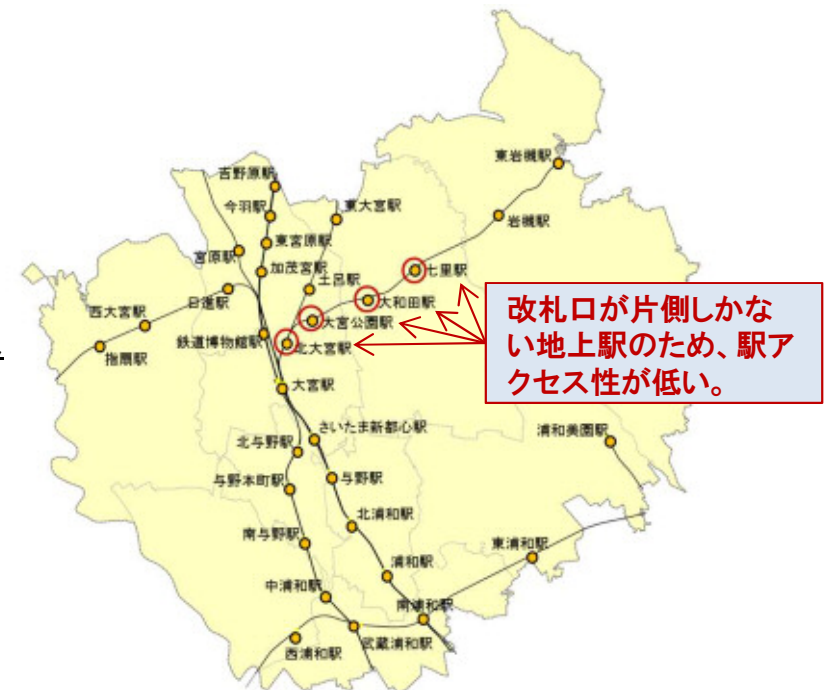 東岩槻駅
吉野原駅
今羽駅
東大宮駅
岩槻駅
東宮原駅
宮原駅
加茂宮駅
七里駅
土呂駅
日進駅
大和田駅
西大宮駅
大宮公園駅
鉄道博物館駅
北大宮駅
指扇駅
改札口が片側しかな
い地上駅のため、駅ア
クセス性が低い。
大宮駅
さいたま新都心駅
浦和美園駅
北与野駅
与野駅
与野本町駅
北浦和駅
南与野駅
東浦和駅
浦和駅
中浦和駅
南浦和駅
武蔵浦和駅
西浦和駅